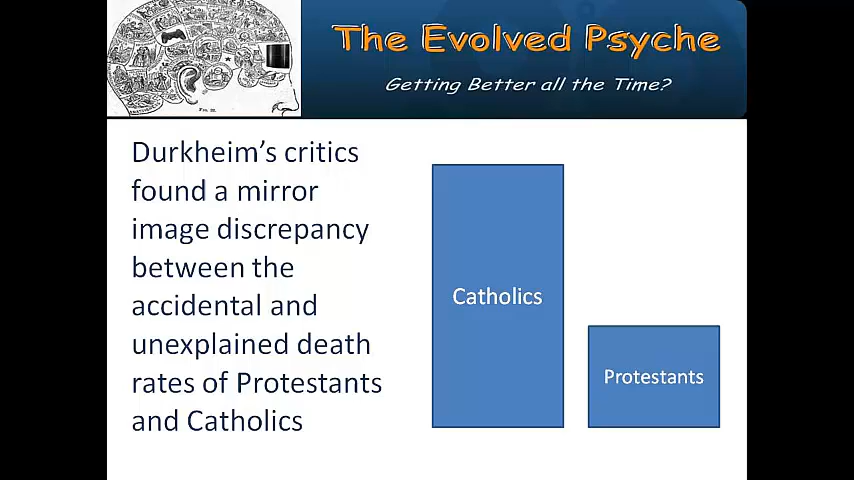 The Evolved Psyche
Getting Better all the Time?
Durkheim's critics
found a mirror
image discrepancy
between the
accidental and
unexplained death
rates of Protestants
and Catholics
Catholics
Protestants